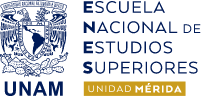 UNAM
ESCUELA
NACIONAL DE
ESTUDIOS
SUPERIORES
UNIDAD MÉRIDA